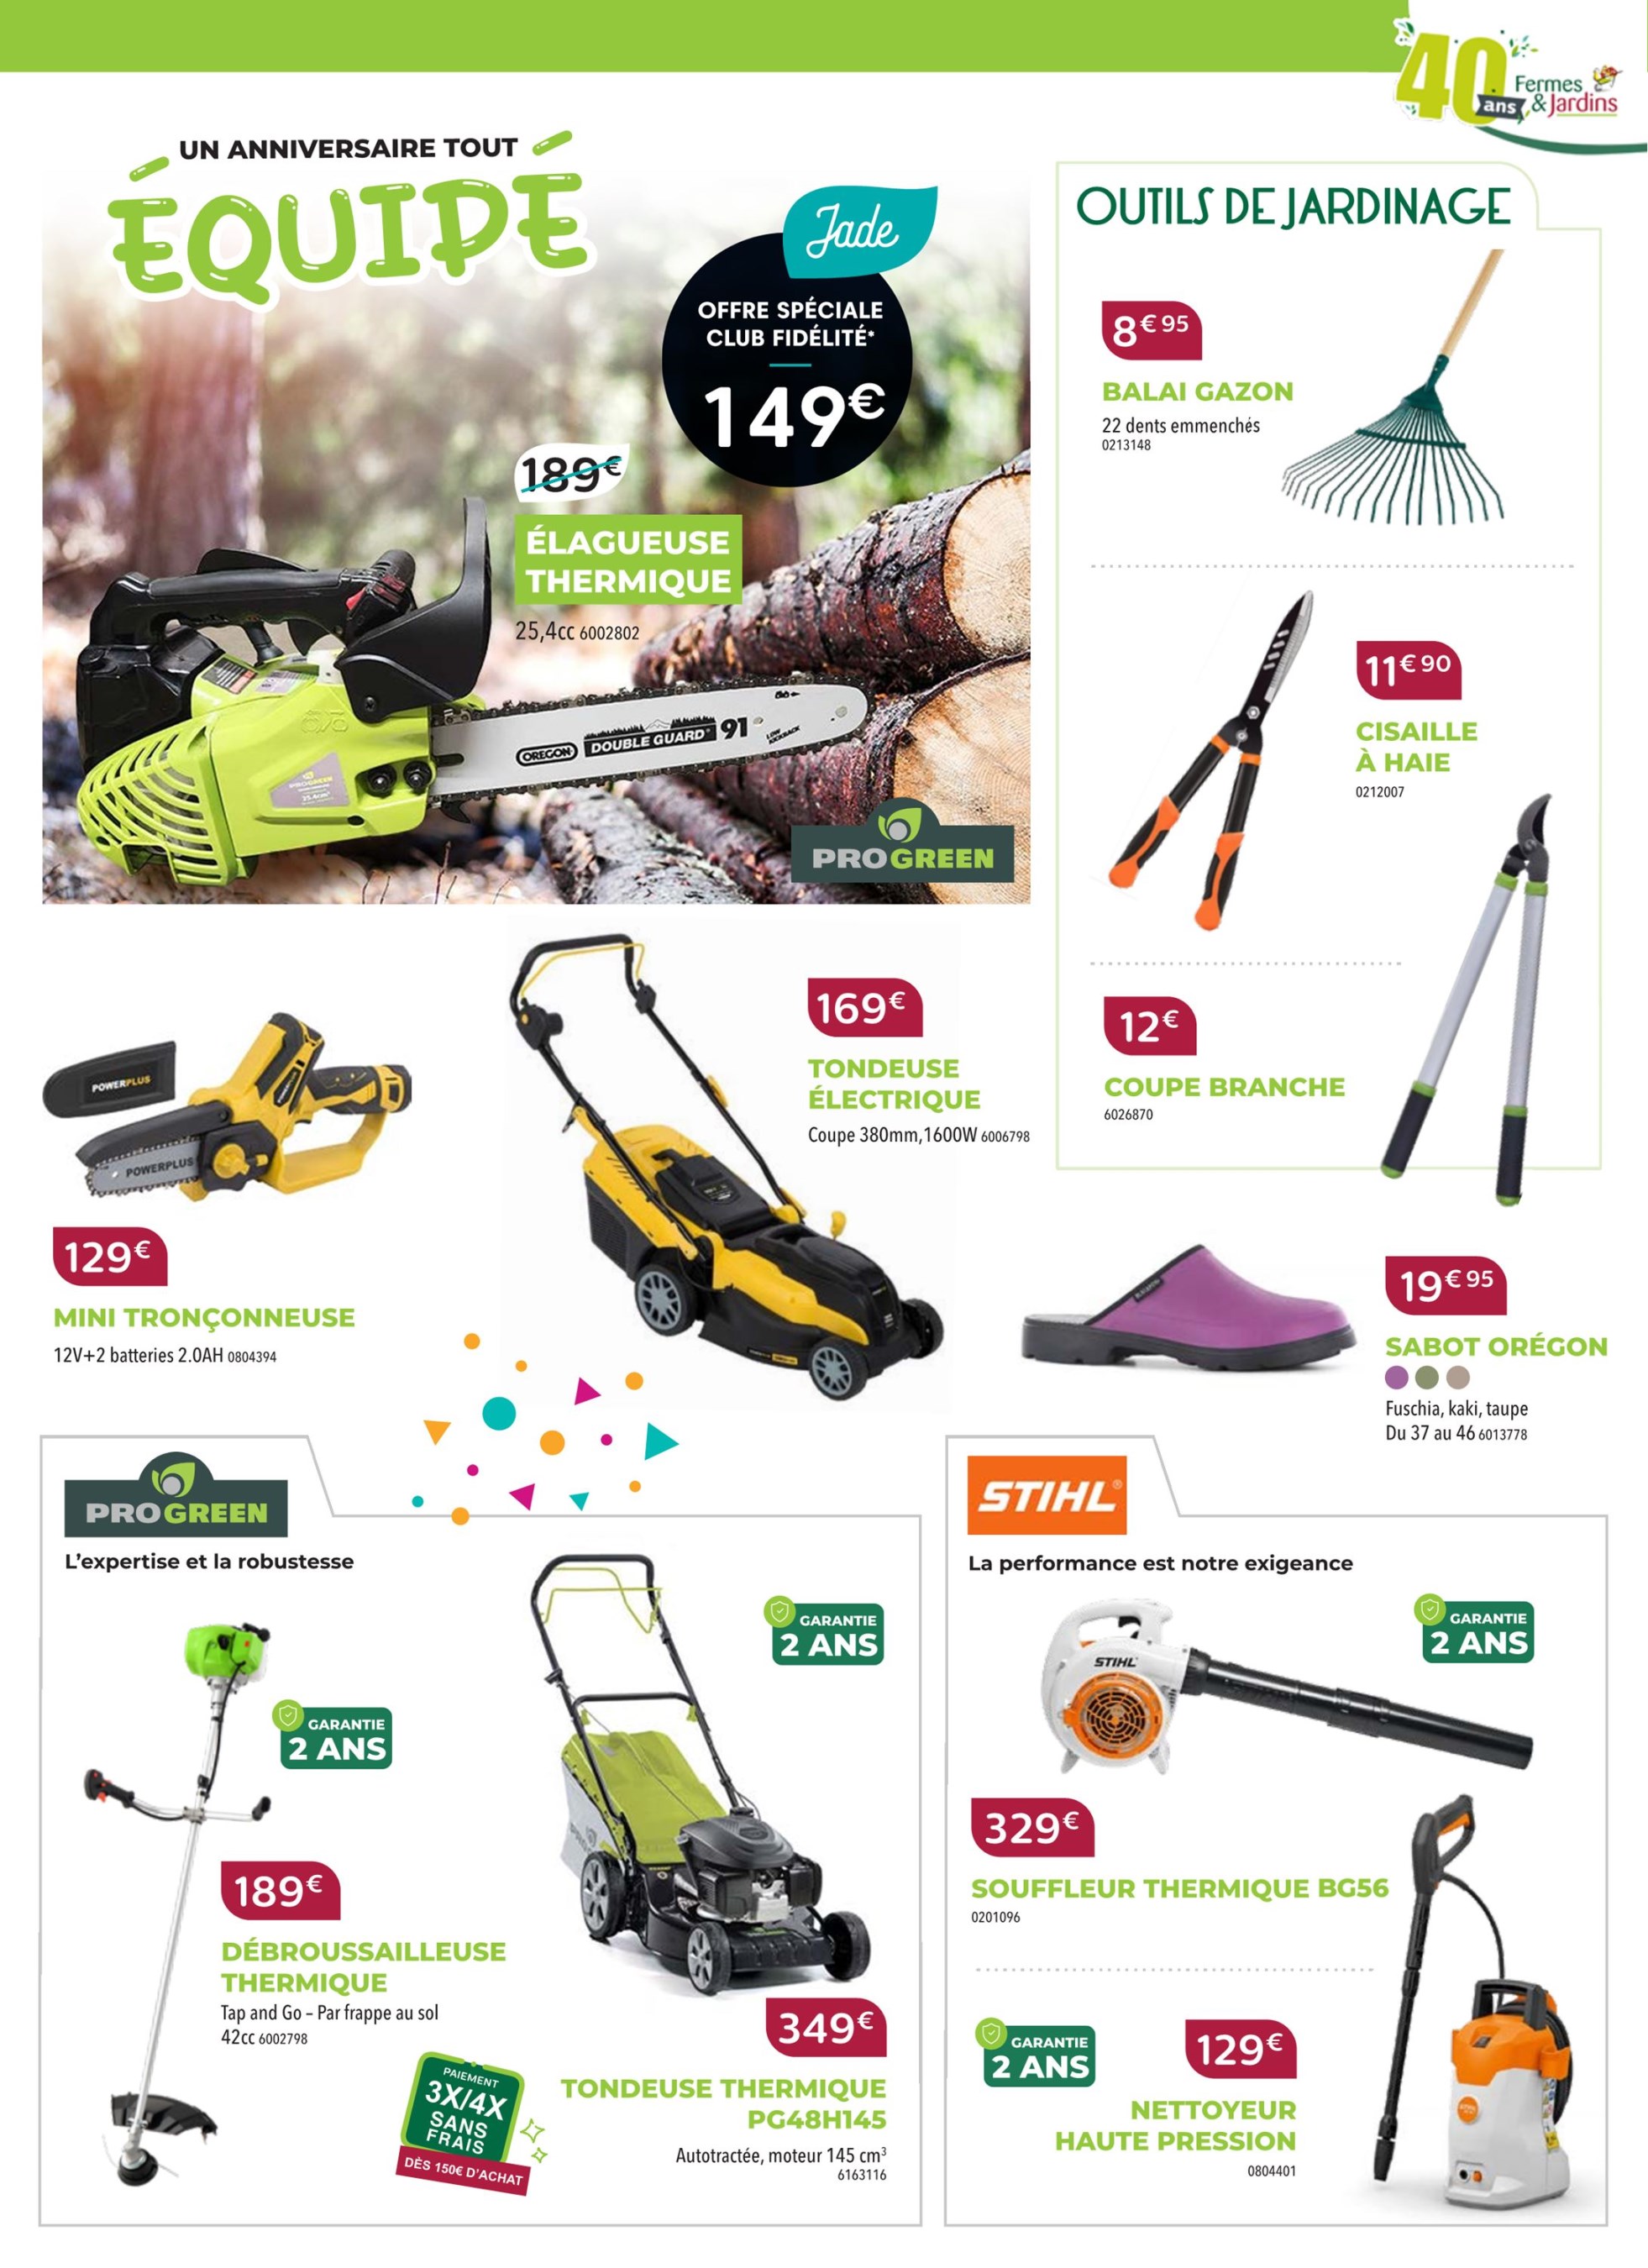 40 ans Fermes & Jardins
UN ANNIVERSAIRE TOUT
ÉQUIPÉ
Jade
OFFRE SPÉCIALE
CLUB FIDÉLITÉ*
149€
189€
ÉLAGUEUSE
THERMIQUE
25,4cc 6002802
OREGON DOUBLE GUARD 91 LOW KICKBACK
PROGREEN
OUTILS DE JARDINAGE
8€95
BALAI GAZON
22 dents emmenchés
0213148
11€90
CISAILLE
À HAIE
0212007
12€
COUPE BRANCHE
6026870
POWERPLUS
POWERPLUS
129€
MINI TRONÇONNEUSE
12V+2 batteries 2.0AH 0804394
169€
TONDEUSE
ÉLECTRIQUE
Coupe 380mm,1600W 6006798
19€95
SABOT ORÉGON
Fuschia, kaki, taupe
Du 37 au 46 6013778
PROGREEN
L'expertise et la robustesse
GARANTIE
2 ANS
189€
DÉBROUSSAILLEUSE
THERMIQUE
Tap and Go – Par frappe au sol
42cc 6002798
PAIEMENT
3X/4X
SANS
FRAIS
DÈS 150€ D'ACHAT
GARANTIE
2 ANS
349€
TONDEUSE THERMIQUE
PG48H145
Autotractée, moteur 145 cm³
6163116
STIHL®
La performance est notre exigeance
GARANTIE
2 ANS
STIHL
329€
SOUFFLEUR THERMIQUE BG56
0201096
GARANTIE
2 ANS
129€
NETTOYEUR
HAUTE PRESSION
0804401